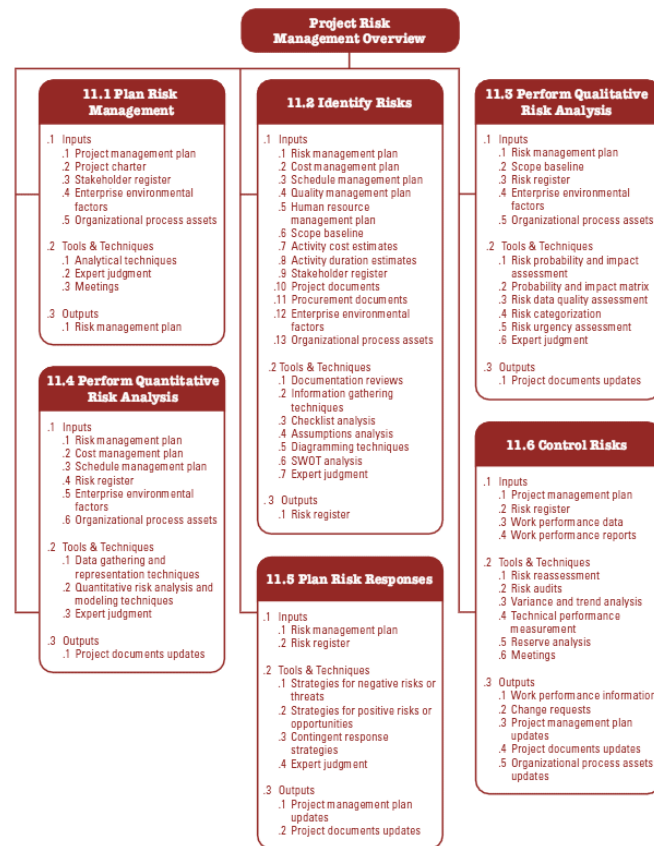 Project Risk
Management Overview
11.1 Plan Risk
Management
.1 Inputs
.1 Project management plan
.2 Project charter
.3 Stakeholder register
.4 Enterprise environmental
factors
.5 Organizational process assets
.2 Tools & Techniques
.1 Analytical techniques
.2 Expert judgment
.3 Meetings
.3 Outputs
.1 Risk management plan
11.2 Identify Risks
.1 Inputs
.1 Risk management plan
.2 Cost management plan
.3 Schedule management plan
.4 Quality management plan
.5 Human resource
management plan
.6 Scope baseline
.7 Activity cost estimates
.8 Activity duration estimates
.9 Stakeholder register
.10 Project documents
.11 Procurement documents
.12 Enterprise environmental
factors
.13 Organizational process assets
.2 Tools & Techniques
.1 Documentation reviews
.2 Information gathering
techniques
.3 Checklist analysis
.4 Assumptions analysis
.5 Diagramming techniques
.6 SWOT analysis
.7 Expert judgment
.3 Outputs
.1 Risk register
11.3 Perform Qualitative
Risk Analysis
.1 Inputs
.1 Risk management plan
.2 Scope baseline
.3 Risk register
.4 Enterprise environmental
factors
.5 Organizational process assets
.2 Tools & Techniques
.1 Risk probability and impact
assessment
.2 Probability and impact matrix
.3 Risk data quality assessment
.4 Risk categorization
.5 Risk urgency assessment
.6 Expert judgment
.3 Outputs
.1 Project documents updates
11.4 Perform Quantitative
Risk Analysis
.1 Inputs
.1 Risk management plan
.2 Cost management plan
.3 Schedule management plan
.4 Risk register
.5 Enterprise environmental
factors
.6 Organizational process assets
.2 Tools & Techniques
.1 Data gathering and
representation techniques
.2 Quantitative risk analysis and
modeling techniques
.3 Expert judgment
.3 Outputs
.1 Project documents updates
11.5 Plan Risk Responses
.1 Inputs
.1 Risk management plan
.2 Risk register
.2 Tools & Techniques
.1 Strategies for negative risks or
threats
.2 Strategies for positive risks or
opportunities
.3 Contingent response
strategies
.4 Expert judgment
.3 Outputs
.1 Project management plan
updates
.2 Project documents updates
11.6 Control Risks
.1 Inputs
.1 Project management plan
.2 Risk register
.3 Work performance data
.4 Work performance reports
.2 Tools & Techniques
.1 Risk reassessment
.2 Risk audits
.3 Variance and trend analysis
.4 Technical performance
measurement
.5 Reserve analysis
.6 Meetings
.3 Outputs
.1 Work performance information
.2 Change requests
.3 Project management plan
updates
.4 Project documents updates
.5 Organizational process assets
updates